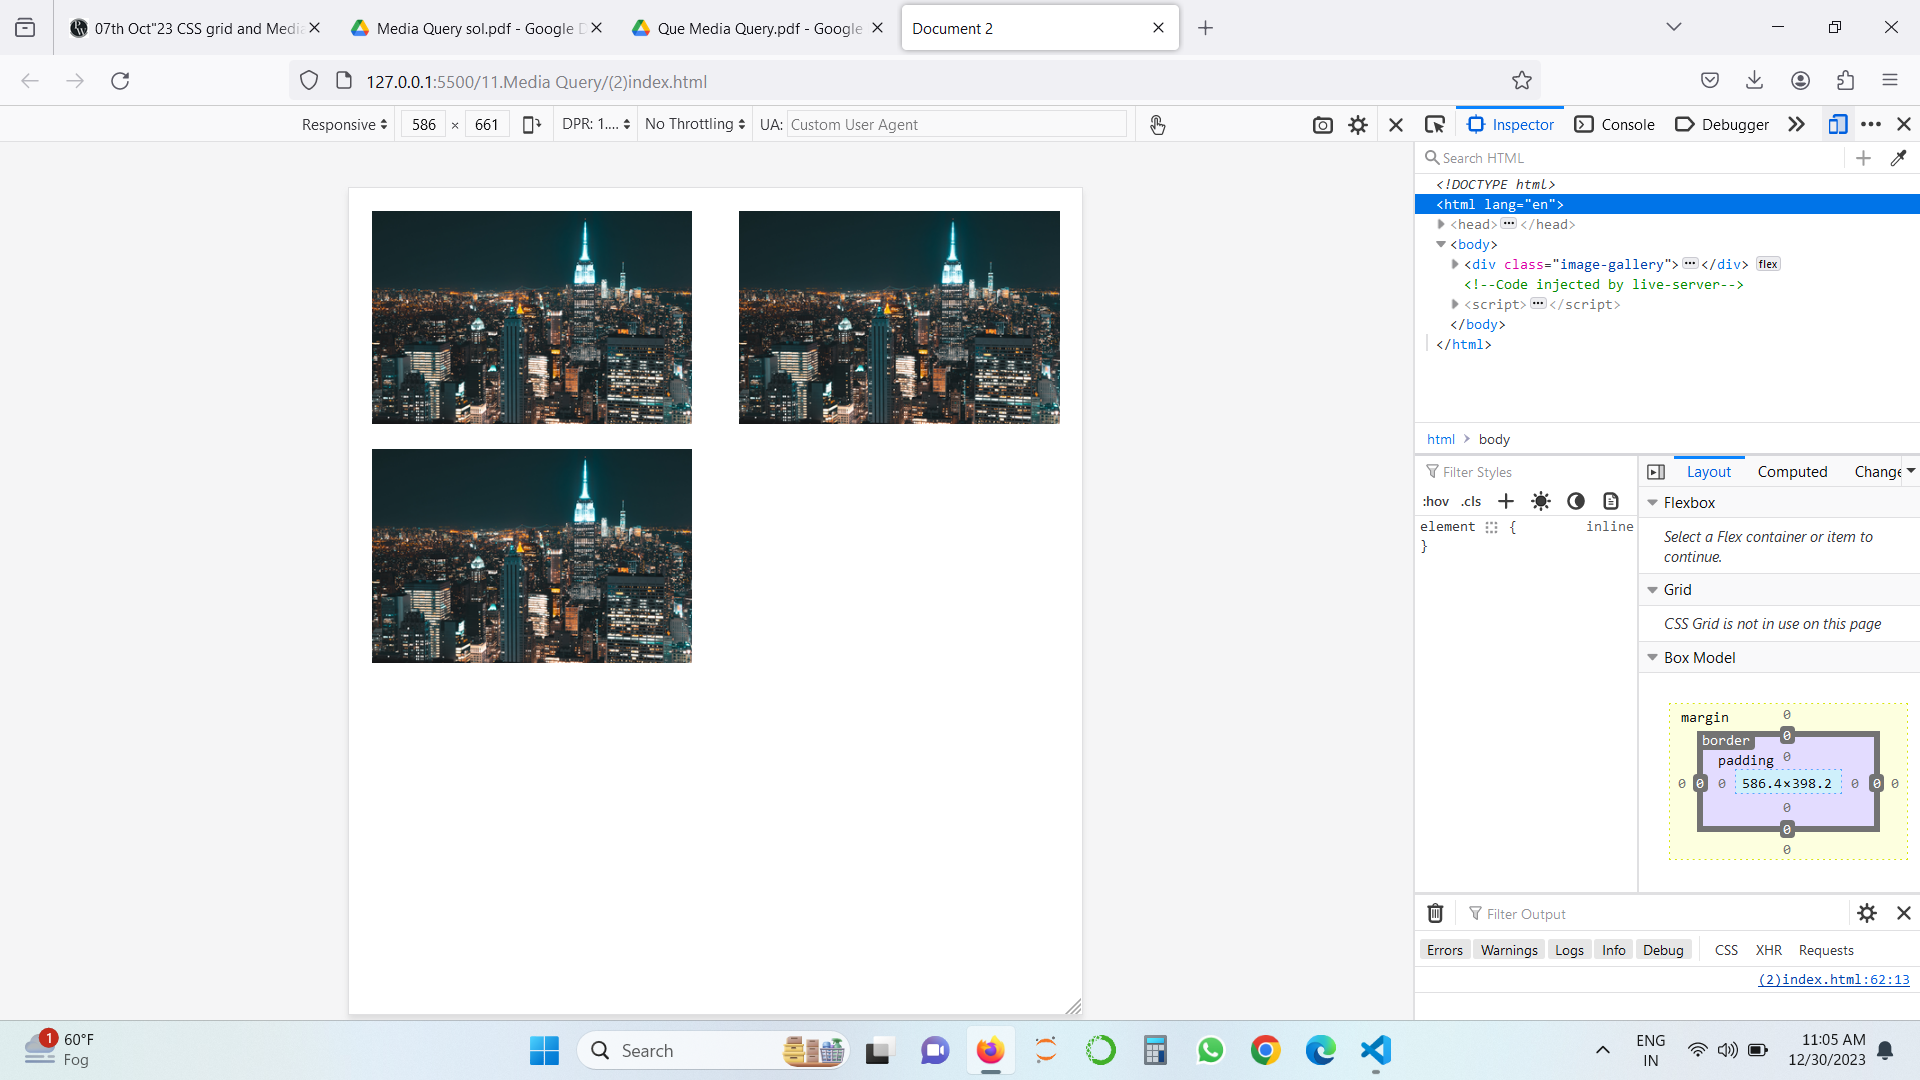 07th Oct"23 CSS grid and Media
Media Query sol.pdf - Google D
Que Media Query.pdf - Google
Document 2
127.0.0.1:5500/11.Media Query/(2)index.html
Responsive 586 × 661 DPR: 1.... No Throttling UA: Custom User Agent
Inspector Console Debugger
Search HTML
<!DOCTYPE html>
<html lang="en">
<head> ••• </head>
<body>
<div class="image-gallery"> ••• </div> flex
<!--Code injected by live-server-->
<script> ••• </script>
</body>
</html>
html > body
Filter Styles
:hov .cls
element { inline
}
Layout Computed Change
Flexbox
Select a Flex container or item to
continue.
Grid
CSS Grid is not in use on this page
Box Model
margin 0
border 0
padding 0
0 0 0 586.4×398.2 0 0 0
0
0
0
Filter Output
Errors Warnings Logs Info Debug CSS XHR Requests
(2)index.html:62:13
1 60°F
Fog
Search
ENG
IN
11:05 AM
12/30/2023